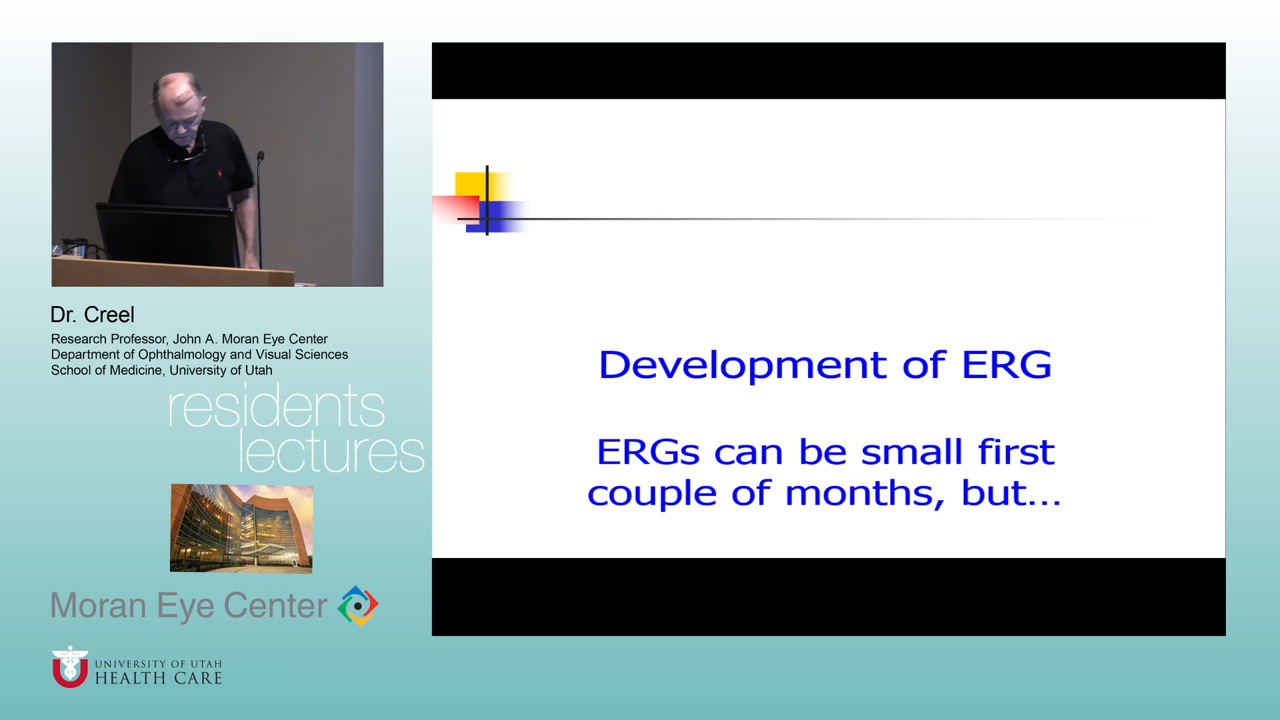 Dr. Creel
Research Professor, John A. Moran Eye Center
Department of Ophthalmology and Visual Sciences
School of Medicine, University of Utah
residents
lectures
Moran Eye Center
UNIVERSITY OF UTAH
HEALTH CARE
Development of ERG
ERGs can be small first
couple of months, but...